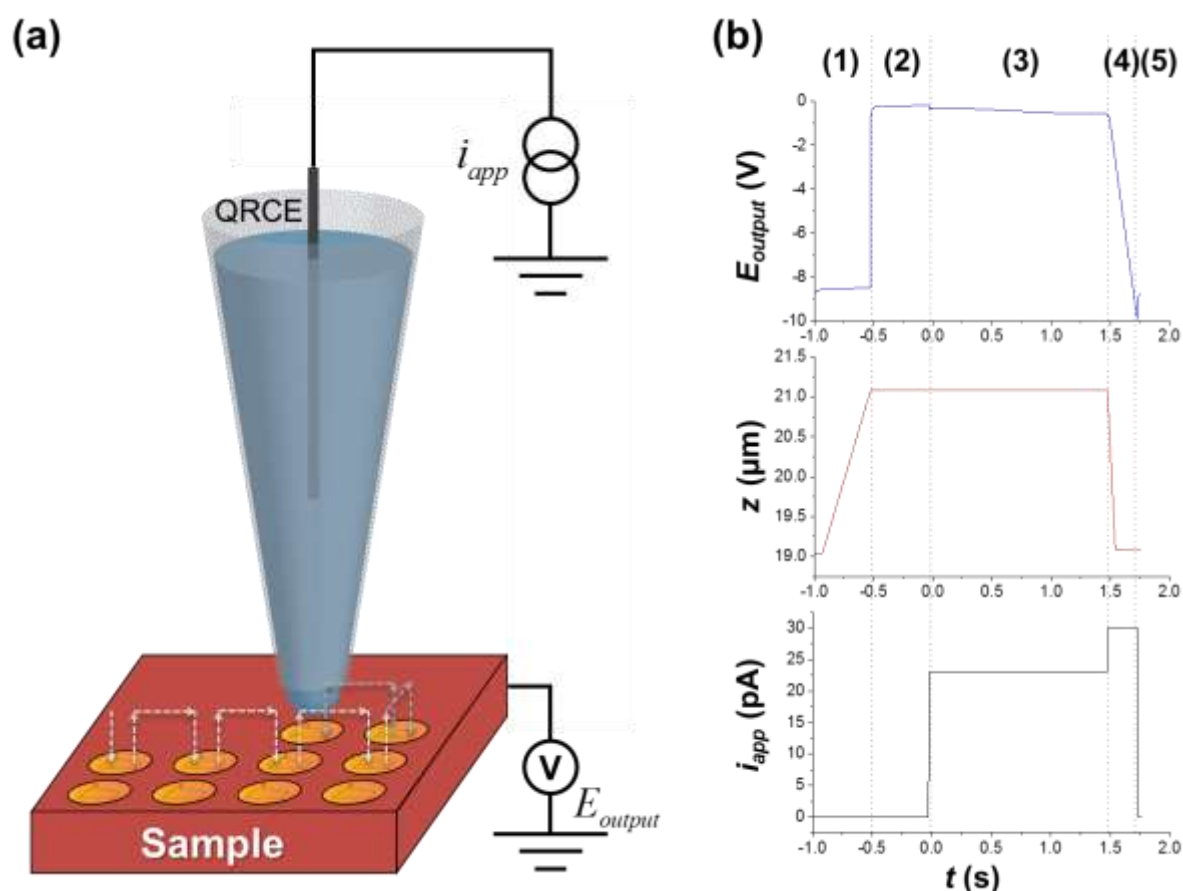 (a)
QRCE
i_app
V
E_output
Sample
(b)
(1) (2) (3) (4) (5)
E_output (V)
0
-2
-4
-6
-8
-10
-1.0 -0.5 0.0 0.5 1.0 1.5 2.0
z (µm)
21.5
21.0
20.5
20.0
19.5
19.0
-1.0 -0.5 0.0 0.5 1.0 1.5 2.0
i_app (pA)
30
25
20
15
10
5
0
-1.0 -0.5 0.0 0.5 1.0 1.5 2.0
t (s)